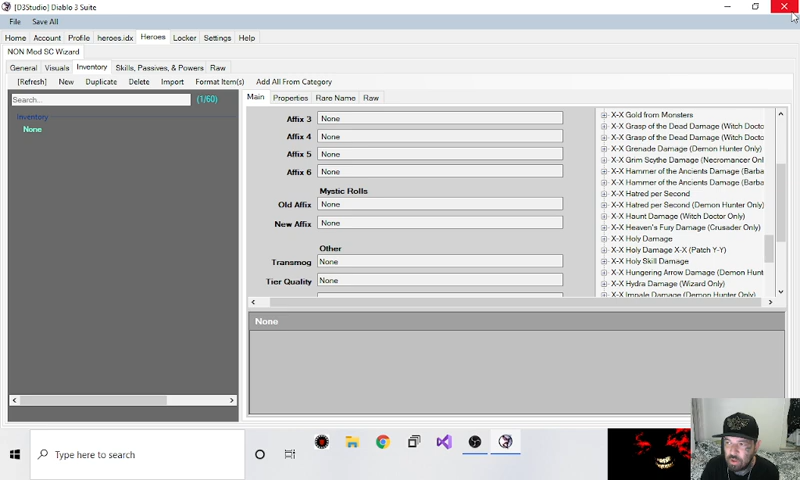 [D3Studio] Diablo 3 Suite
File Save All
Home Account Profile heroes.idx Heroes Locker Settings Help
NON Mod SC Wizard
General Visuals Inventory Skills, Passives, & Powers Raw
[Refresh] New Duplicate Delete Import Format Item(s) Add All From Category
Search...
(1/60)
Inventory
None
Main Properties Rare Name Raw
Affix 3 None
Affix 4 None
Affix 5 None
Affix 6 None
Mystic Rolls
Old Affix None
New Affix None
Other
Transmog None
Tier Quality None
X-X Gold from Monsters
X-X Grasp of the Dead Damage (Witch Docto
X-X Grasp of the Dead Damage (Witch Docto
X-X Grenade Damage (Demon Hunter Only)
X-X Grim Scythe Damage (Necromancer Onl
X-X Hammer of the Ancients Damage (Barba
X-X Hammer of the Ancients Damage (Barba
X-X Hatred per Second
X-X Hatred per Second (Demon Hunter Only)
X-X Haunt Damage (Witch Doctor Only)
X-X Heaven's Fury Damage (Crusader Only)
X-X Holy Damage
X-X Holy Damage X-X (Patch Y-Y)
X-X Holy Skill Damage
X-X Hungering Arrow Damage (Demon Hunt
X-X Hydra Damage (Wizard Only)
X-X Impale Damage (Demon Hunter Only)
None
Type here to search